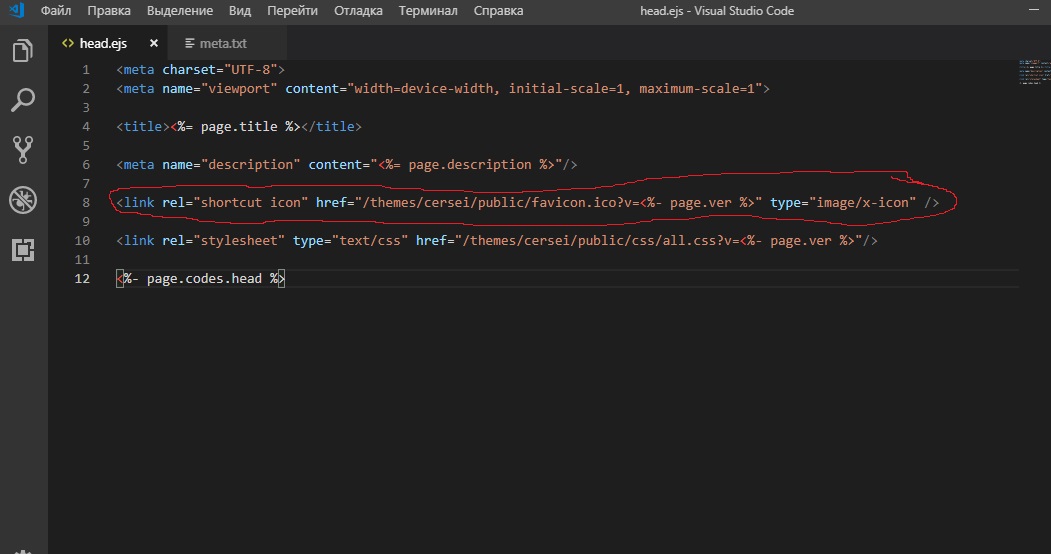 Файл Правка Выделение Вид Перейти Отладка Терминал Справка head.ejs - Visual Studio Code
<> head.ejs × meta.txt
1 <meta charset="UTF-8">
2 <meta name="viewport" content="width=device-width, initial-scale=1, maximum-scale=1">
3
4 <title><%= page.title %></title>
5
6 <meta name="description" content="<%= page.description %>"/>
7
8 <link rel="shortcut icon" href="/themes/cersei/public/favicon.ico?v=<%- page.ver %>" type="image/x-icon" />
9
10 <link rel="stylesheet" type="text/css" href="/themes/cersei/public/css/all.css?v=<%- page.ver %>"/>
11
12 <%- page.codes.head %>